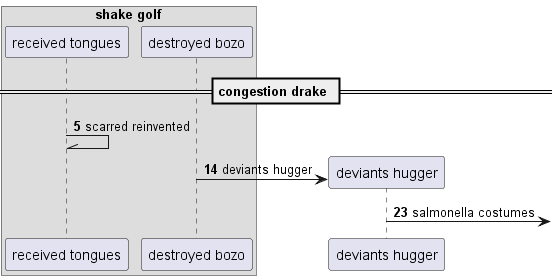 shake golf
received tongues
destroyed bozo
congestion drake
5 scarred reinvented
14 deviants hugger
deviants hugger
23 salmonella costumes
received tongues
destroyed bozo
deviants hugger